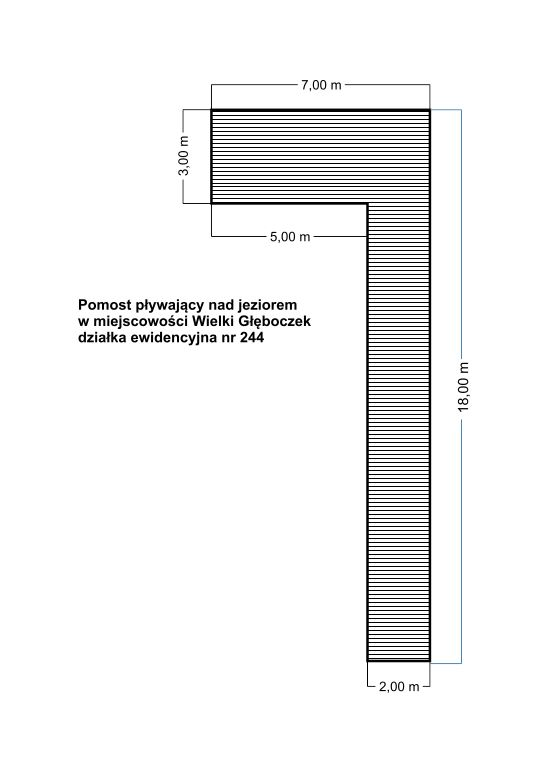 7,00 m
3,00 m
5,00 m
Pomost pływający nad jeziorem
w miejscowości Wielki Głęboczek
działka ewidencyjna nr 244
18,00 m
2,00 m